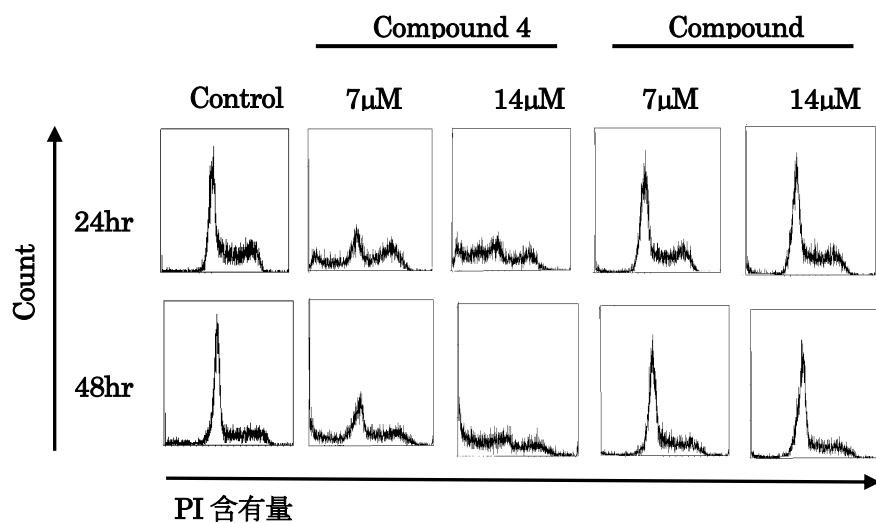 Compound 4 Compound
Control 7μM 14μM 7μM 14μM
24hr
48hr
Count
PI 含有量